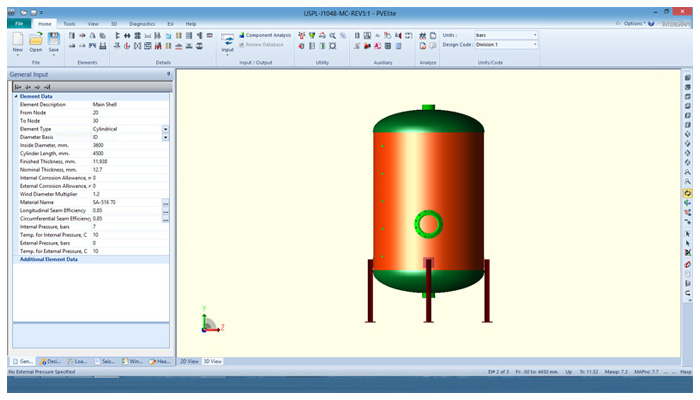 USPL-J1048-MC-REV5:1 - PVElite
File Home Tools View 3D Diagnostics Esl Help
Options
New Open Save
Input
Component Analysis
Review Database
Units : bars
Design Code : Division 1
File Elements Details Input / Output Utility Auxiliary Analyze Units/Code
General Input
Element Data
Element Description Main Shell
From Node 20
To Node 30
Element Type Cylindrical
Diameter Basis ID
Inside Diameter, mm. 3600
Cylinder Length, mm. 4500
Finished Thickness, mm. 11.938
Nominal Thickness, mm. 12.7
Internal Corrosion Allowance, n 0
External Corrosion Allowance, r 0
Wind Diameter Multiplier 1.2
Material Name SA-516 70
Longitudinal Seam Efficiency 0.85
Circumferential Seam Efficienc 0.85
Internal Pressure, bars 7
Temp. for Internal Pressure, C 10
External Pressure, bars 0
Temp. for External Pressure, C 10
Additional Element Data
Y
Z
Gen... Desi... Loa... Seis... Win... Hea...
2D View 3D View
No External Pressure Specified
El# 2 of 3 Fr: -50 to: 4450 mm. Up Tr: 11.52 Mawp: 7.3 MAPnc: 7.7 ... ... Hasp